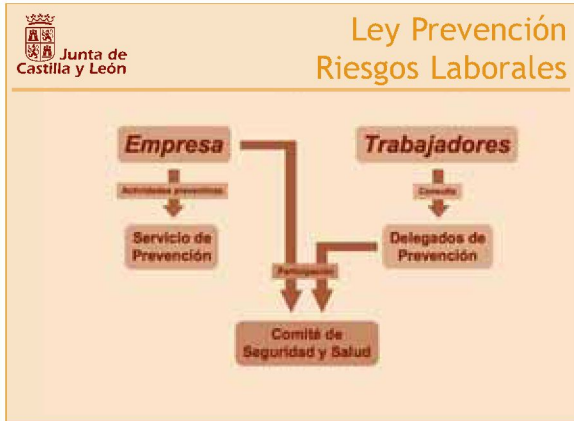 Ley Prevención
Riesgos Laborales
Junta de
Castilla y León
Empresa
Trabajadores
Actividades preventivas
Consulta
Servicio de
Prevención
Delegados de
Prevención
Participación
Comité de
Seguridad y Salud